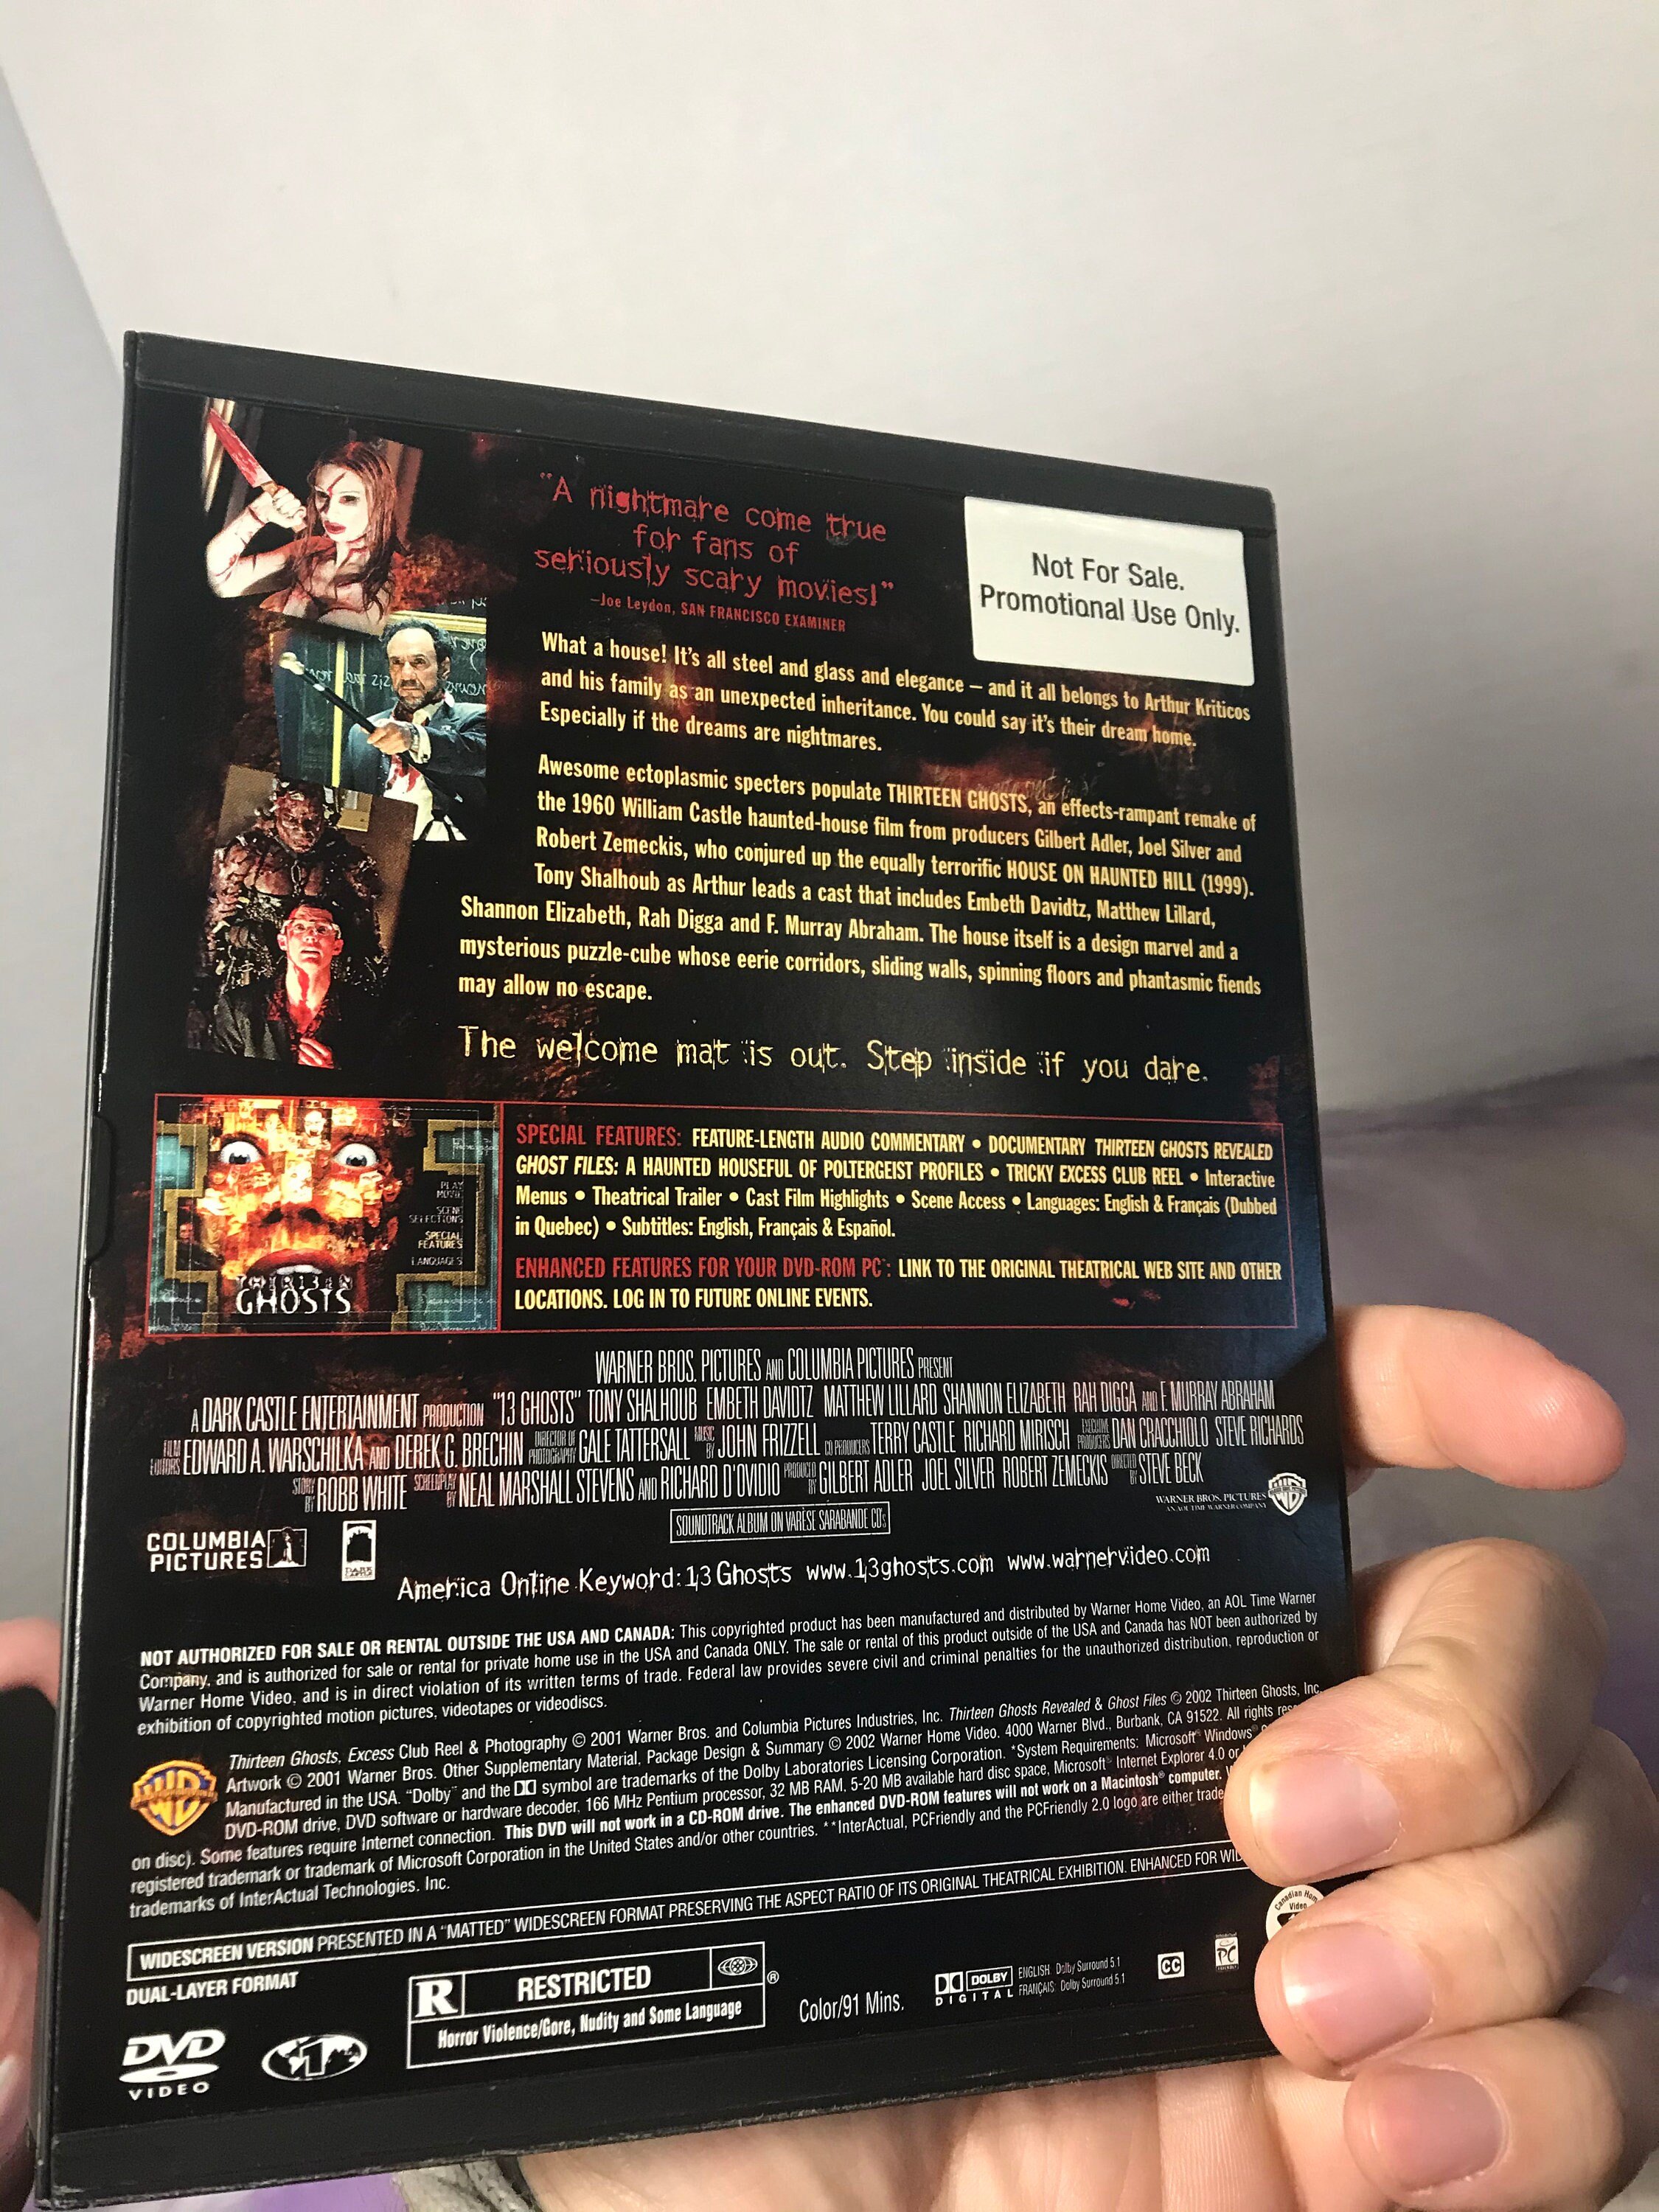 "A nightmare come true
for fans of
seriously scary movies!"
–Joe Leydon, SAN FRANCISCO EXAMINER
Not For Sale.
Promotional Use Only.
What a house! It's all steel and glass and elegance – and it all belongs to Arthur Kriticos
and his family as an unexpected inheritance. You could say it's their dream home.
Especially if the dreams are nightmares.
Awesome ectoplasmic specters populate THIRTEEN GHOSTS, an effects-rampant remake of
the 1960 William Castle haunted-house film from producers Gilbert Adler, Joel Silver and
Robert Zemeckis, who conjured up the equally terrorific HOUSE ON HAUNTED HILL (1999).
Tony Shalhoub as Arthur leads a cast that includes Embeth Davidtz, Matthew Lillard,
Shannon Elizabeth, Rah Digga and F. Murray Abraham. The house itself is a design marvel and a
mysterious puzzle-cube whose eerie corridors, sliding walls, spinning floors and phantasmic fiends
may allow no escape.
The welcome mat is out. Step inside if you dare.
PLAY
MOVIE
SCENE
SELECTIONS
SPECIAL
FEATURES
LANGUAGES
THIR13EN
GHOSTS
SPECIAL FEATURES: FEATURE-LENGTH AUDIO COMMENTARY • DOCUMENTARY THIRTEEN GHOSTS REVEALED
GHOST FILES: A HAUNTED HOUSEFUL OF POLTERGEIST PROFILES • TRICKY EXCESS CLUB REEL • Interactive
Menus • Theatrical Trailer • Cast Film Highlights • Scene Access • Languages: English & Français (Dubbed
in Quebec) • Subtitles: English, Français & Español.
ENHANCED FEATURES FOR YOUR DVD-ROM PC*: LINK TO THE ORIGINAL THEATRICAL WEB SITE AND OTHER
LOCATIONS. LOG IN TO FUTURE ONLINE EVENTS.
WARNER BROS. PICTURES AND COLUMBIA PICTURES PRESENT
A DARK CASTLE ENTERTAINMENT PRODUCTION "13 GHOSTS" TONY SHALHOUB EMBETH DAVIDTZ MATTHEW LILLARD SHANNON ELIZABETH RAH DIGGA AND F. MURRAY ABRAHAM
FILM EDITORS EDWARD A. WARSCHILKA AND DEREK G. BRECHIN DIRECTOR OF PHOTOGRAPHY GALE TATTERSALL MUSIC BY JOHN FRIZZELL CO PRODUCERS TERRY CASTLE RICHARD MIRISCH EXECUTIVE PRODUCERS DAN CRACCHIOLO STEVE RICHARDS
STORY BY ROBB WHITE SCREENPLAY BY NEAL MARSHALL STEVENS AND RICHARD D'OVIDIO PRODUCED BY GILBERT ADLER JOEL SILVER ROBERT ZEMECKIS DIRECTED BY STEVE BECK
SOUNDTRACK ALBUM ON VARÈSE SARABANDE CD's
WARNER BROS. PICTURES
AN AOL TIME WARNER COMPANY
COLUMBIA
PICTURES
America Online Keyword: 13 Ghosts www.13ghosts.com www.warnervideo.com
NOT AUTHORIZED FOR SALE OR RENTAL OUTSIDE THE USA AND CANADA: This copyrighted product has been manufactured and distributed by Warner Home Video, an AOL Time Warner
Company, and is authorized for sale or rental for private home use in the USA and Canada ONLY. The sale or rental of this product outside of the USA and Canada has NOT been authorized by
Warner Home Video, and is in direct violation of its written terms of trade. Federal law provides severe civil and criminal penalties for the unauthorized distribution, reproduction or
exhibition of copyrighted motion pictures, videotapes or videodiscs.
Thirteen Ghosts, Excess Club Reel & Photography © 2001 Warner Bros. and Columbia Pictures Industries, Inc. Thirteen Ghosts Revealed & Ghost Files © 2002 Thirteen Ghosts, Inc.
Artwork © 2001 Warner Bros. Other Supplementary Material, Package Design & Summary © 2002 Warner Home Video. 4000 Warner Blvd., Burbank, CA 91522. All rights
Manufactured in the USA. "Dolby" and the symbol are trademarks of the Dolby Laboratories Licensing Corporation. *System Requirements: Microsoft® Windows®
DVD-ROM drive, DVD software or hardware decoder, 166 MHz Pentium processor, 32 MB RAM, 5-20 MB available hard disc space, Microsoft® Internet Explorer 4.0 or
on disc). Some features require Internet connection. This DVD will not work in a CD-ROM drive. The enhanced DVD-ROM features will not work on a Macintosh® computer.
registered trademark or trademark of Microsoft Corporation in the United States and/or other countries. **InterActual, PCFriendly and the PCFriendly 2.0 logo are either
trademarks of InterActual Technologies, Inc.
WIDESCREEN VERSION PRESENTED IN A "MATTED" WIDESCREEN FORMAT PRESERVING THE ASPECT RATIO OF ITS ORIGINAL THEATRICAL EXHIBITION. ENHANCED FOR
DUAL-LAYER FORMAT
R RESTRICTED ®
Horror Violence/Gore, Nudity and Some Language
DVD
VIDEO
1
Color/91 Mins.
DOLBY
DIGITAL
ENGLISH: Dolby Surround 5.1
FRANÇAIS: Dolby Surround 5.1
CC
PC
Canadian Home
Video